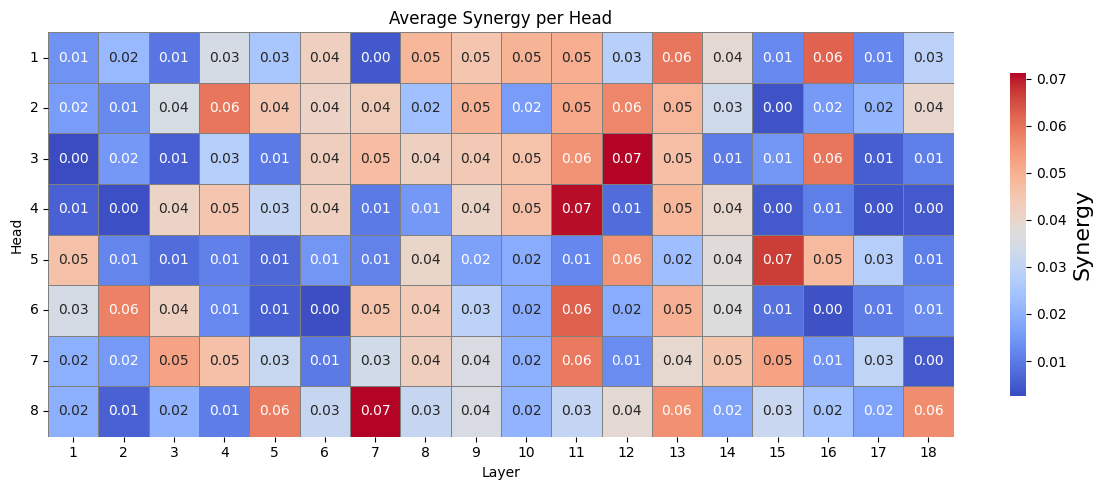 Average Synergy per Head
1 0.01 0.02 0.01 0.03 0.03 0.04 0.00 0.05 0.05 0.05 0.05 0.03 0.06 0.04 0.01 0.06 0.01 0.03
2 0.02 0.01 0.04 0.06 0.04 0.04 0.04 0.02 0.05 0.02 0.05 0.06 0.05 0.03 0.00 0.02 0.02 0.04
3 0.00 0.02 0.01 0.03 0.01 0.04 0.05 0.04 0.04 0.05 0.06 0.07 0.05 0.01 0.01 0.06 0.01 0.01
4 0.01 0.00 0.04 0.05 0.03 0.04 0.01 0.01 0.04 0.05 0.07 0.01 0.05 0.04 0.00 0.01 0.00 0.00
5 0.05 0.01 0.01 0.01 0.01 0.01 0.01 0.04 0.02 0.02 0.01 0.06 0.02 0.04 0.07 0.05 0.03 0.01
6 0.03 0.06 0.04 0.01 0.01 0.00 0.05 0.04 0.03 0.02 0.06 0.02 0.05 0.04 0.01 0.00 0.01 0.01
7 0.02 0.02 0.05 0.05 0.03 0.01 0.03 0.04 0.04 0.02 0.06 0.01 0.04 0.05 0.05 0.01 0.03 0.00
8 0.02 0.01 0.02 0.01 0.06 0.03 0.07 0.03 0.04 0.02 0.03 0.04 0.06 0.02 0.03 0.02 0.02 0.06
Head
1 2 3 4 5 6 7 8 9 10 11 12 13 14 15 16 17 18
Layer
0.07
0.06
0.05
0.04
0.03
0.02
0.01
Synergy